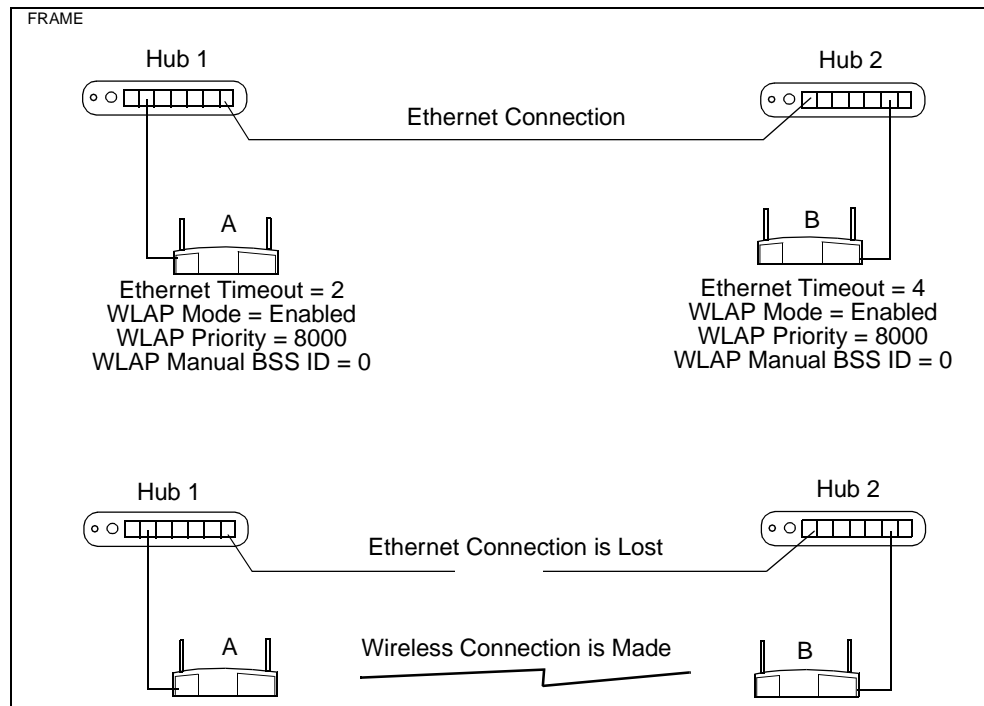 FRAME
Hub 1
Hub 2
Ethernet Connection
A
B
Ethernet Timeout = 2
WLAP Mode = Enabled
WLAP Priority = 8000
WLAP Manual BSS ID = 0
Ethernet Timeout = 4
WLAP Mode = Enabled
WLAP Priority = 8000
WLAP Manual BSS ID = 0
Hub 1
Hub 2
Ethernet Connection is Lost
A
Wireless Connection is Made
B